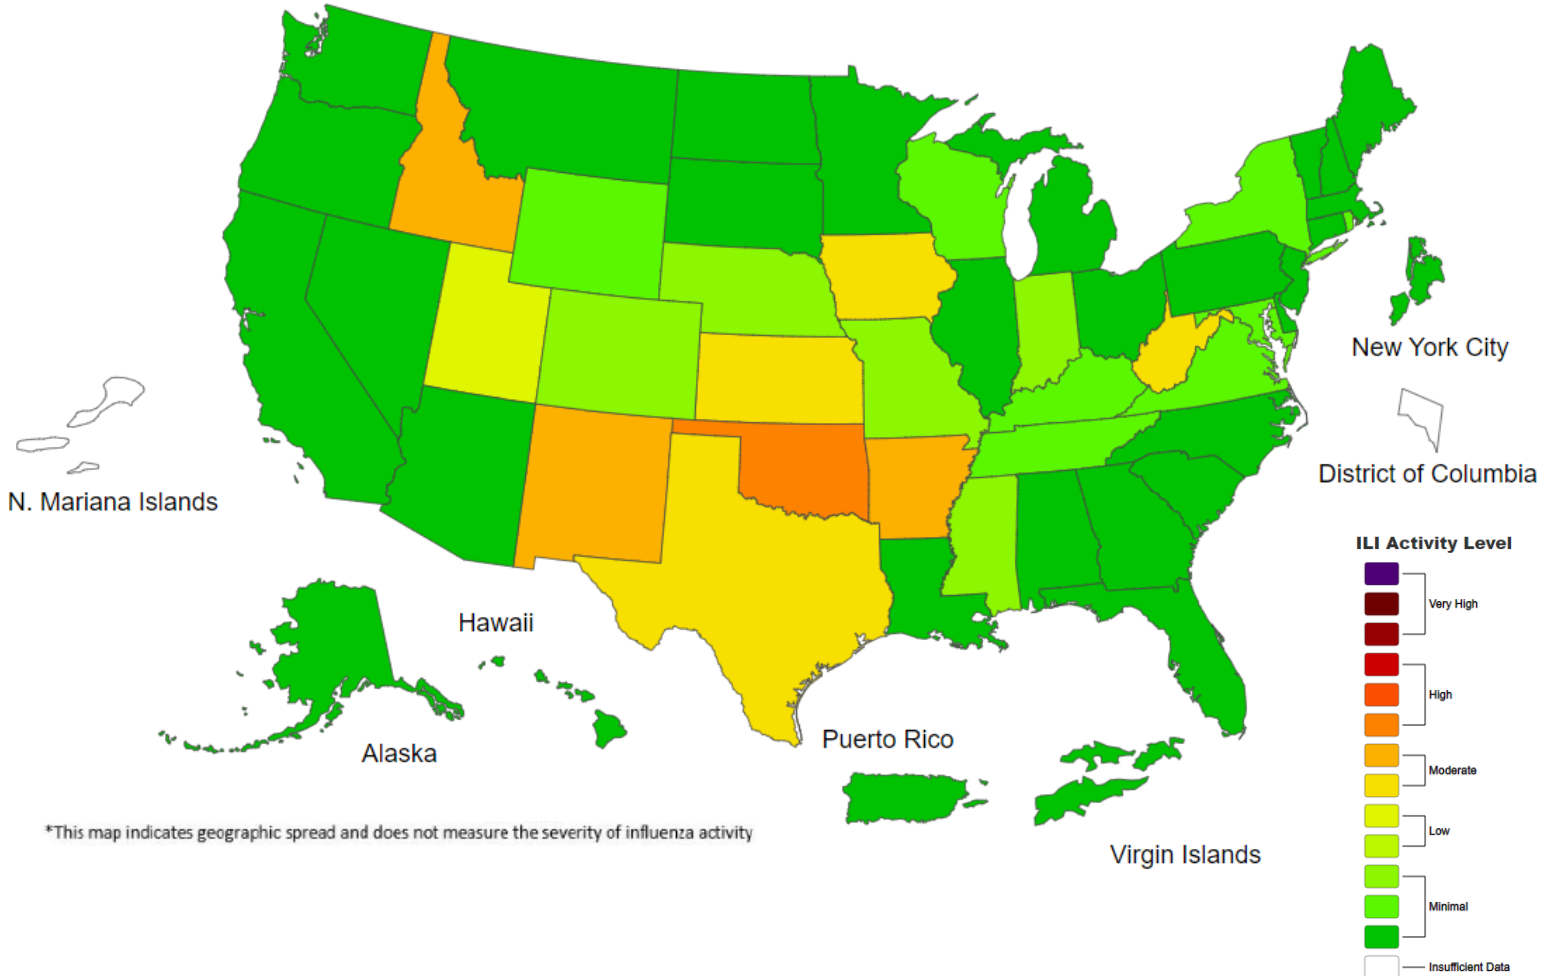 New York City
District of Columbia
N. Mariana Islands
ILI Activity Level
Very High
High
Moderate
Low
Minimal
Insufficient Data
Hawaii
Alaska
Puerto Rico
Virgin Islands
*This map indicates geographic spread and does not measure the severity of influenza activity